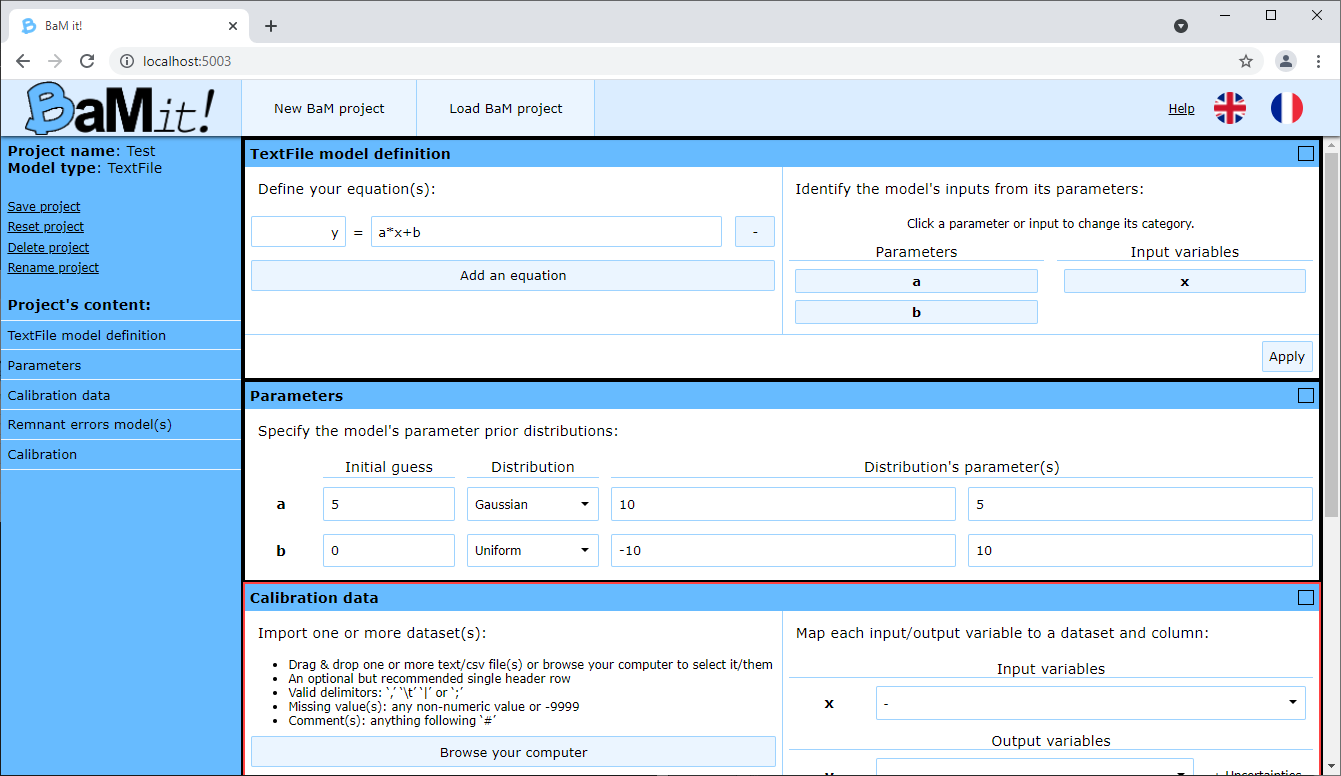 BaM it!
localhost:5003
BaM it!
New BaM project
Load BaM project
Help
Project name: Test
Model type: TextFile
Save project
Reset project
Delete project
Rename project
Project's content:
TextFile model definition
Parameters
Calibration data
Remnant errors model(s)
Calibration
TextFile model definition
Define your equation(s):
y = a*x+b -
Add an equation
Identify the model's inputs from its parameters:
Click a parameter or input to change its category.
Parameters Input variables
a x
b
Apply
Parameters
Specify the model's parameter prior distributions:
Initial guess Distribution Distribution's parameter(s)
a 5 Gaussian 10 5
b 0 Uniform -10 10
Calibration data
Import one or more dataset(s):
• Drag & drop one or more text/csv file(s) or browse your computer to select it/them
• An optional but recommended single header row
• Valid delimitors: `,´ `\t´ `|´ or `;´
• Missing value(s): any non-numeric value or -9999
• Comment(s): anything following `#´
Browse your computer
Map each input/output variable to a dataset and column:
Input variables
x -
Output variables
y + Uncertainties